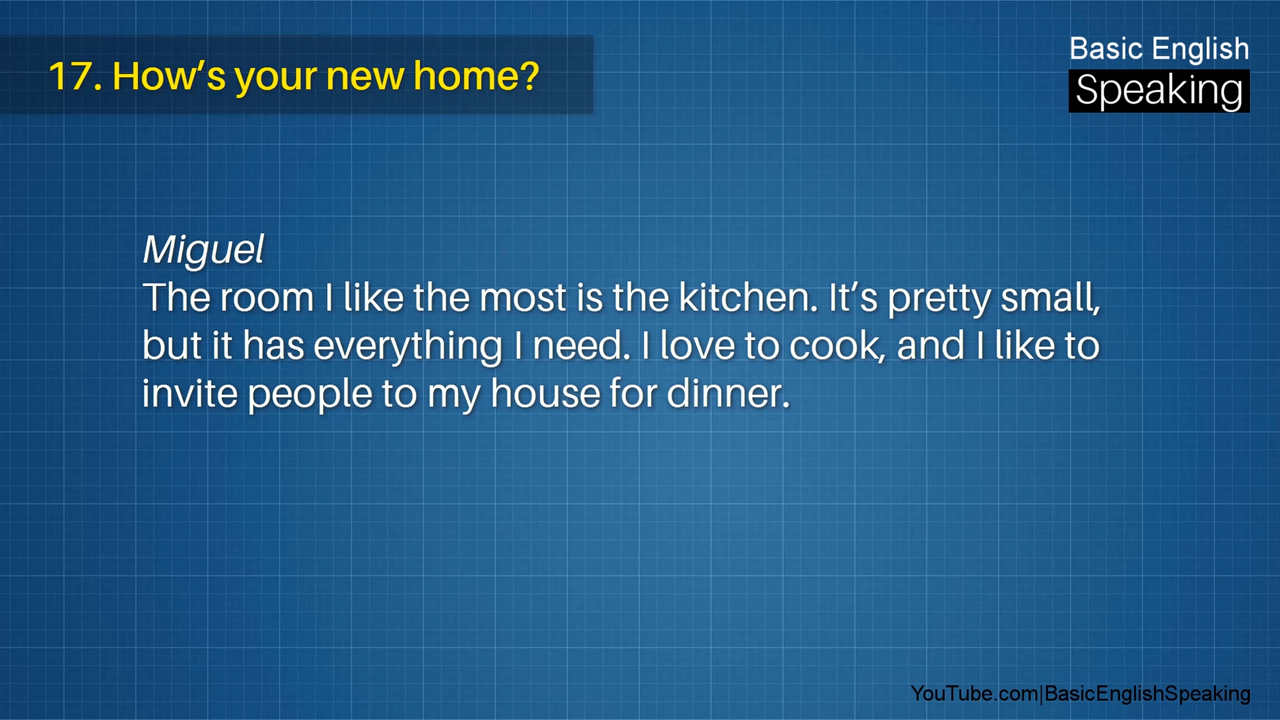 17. How's your new home?
Basic English
Speaking
Miguel
The room I like the most is the kitchen. It's pretty small,
but it has everything I need. I love to cook, and I like to
invite people to my house for dinner.
YouTube.com|BasicEnglishSpeaking